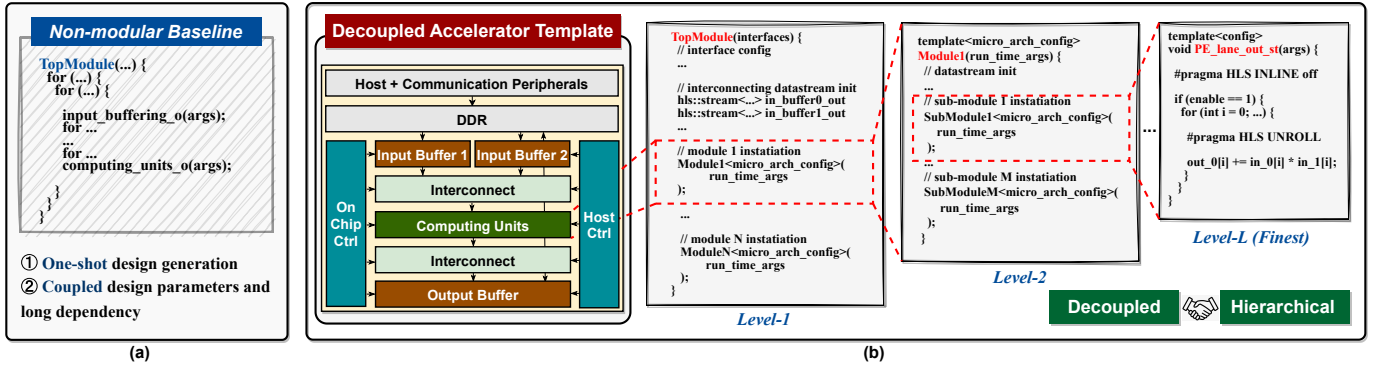 Non-modular Baseline
TopModule(...) {
for (...) {
for (...) {
input_buffering_o(args);
for ...
...
for ...
computing_units_o(args);
}
}
}
① One-shot design generation
② Coupled design parameters and
long dependency
(a)
Decoupled Accelerator Template
Host + Communication Peripherals
DDR
Input Buffer 1
Input Buffer 2
Interconnect
On
Chip
Ctrl
Computing Units
Host
Ctrl
Interconnect
Output Buffer
TopModule(interfaces) {
// interface config
...
// interconnecting datastream init
hls::stream<...> in_buffer0_out
hls::stream<...> in_buffer1_out
...
// module 1 instatiation
Module1<micro_arch_config>(
run_time_args
);
...
// module N instatiation
ModuleN<micro_arch_config>(
run_time_args
);
}
Level-1
template<micro_arch_config>
Module1(run_time_args) {
// datastream init
...
// sub-module 1 instatiation
SubModule1<micro_arch_config>(
run_time_args
);
...
// sub-module M instatiation
SubModuleM<micro_arch_config>(
run_time_args
);
}
Level-2
...
template<config>
void PE_lane_out_st(args) {
#pragma HLS INLINE off
if (enable == 1) {
for (int i = 0; ...) {
#pragma HLS UNROLL
out_0[i] += in_0[i] * in_1[i];
}
}
}
Level-L (Finest)
Decoupled
Hierarchical
(b)